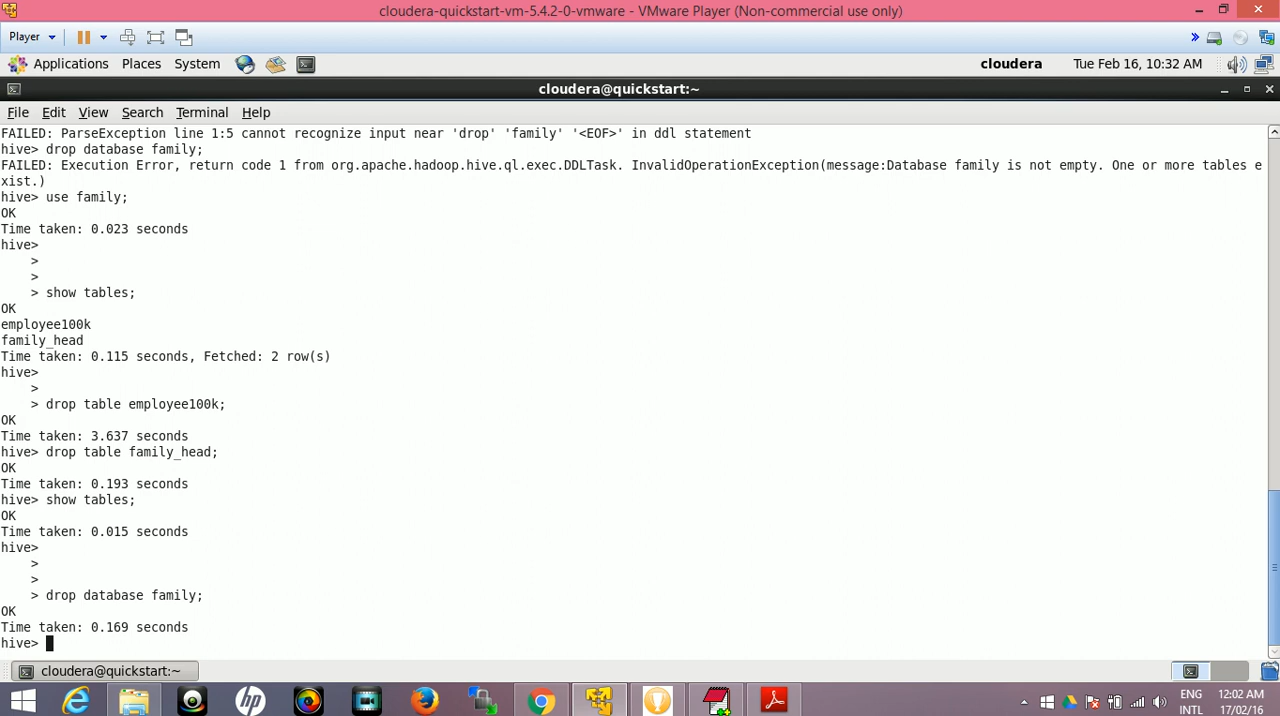 cloudera-quickstart-vm-5.4.2-0-vmware - VMware Player (Non-commercial use only)
Player
Applications Places System
cloudera Tue Feb 16, 10:32 AM
cloudera@quickstart:~
File Edit View Search Terminal Help
FAILED: ParseException line 1:5 cannot recognize input near 'drop' 'family' '<EOF>' in ddl statement
hive> drop database family;
FAILED: Execution Error, return code 1 from org.apache.hadoop.hive.ql.exec.DDLTask. InvalidOperationException(message:Database family is not empty. One or more tables e
xist.)
hive> use family;
OK
Time taken: 0.023 seconds
hive>
>
>
> show tables;
OK
employee100k
family_head
Time taken: 0.115 seconds, Fetched: 2 row(s)
hive>
>
> drop table employee100k;
OK
Time taken: 3.637 seconds
hive> drop table family_head;
OK
Time taken: 0.193 seconds
hive> show tables;
OK
Time taken: 0.015 seconds
hive>
>
>
> drop database family;
OK
Time taken: 0.169 seconds
hive>
cloudera@quickstart:~
hp
ENG 12:02 AM
INTL 17/02/16